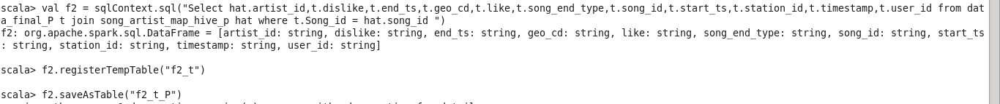 scala> val f2 = sqlContext.sql("Select hat.artist_id,t.dislike,t.end_ts,t.geo_cd,t.like,t.song_end_type,t.song_id,t.start_ts,t.station_id,t.timestamp,t.user_id from dat
a_final_P t join song_artist_map_hive_p hat where t.Song_id = hat.song_id ")
f2: org.apache.spark.sql.DataFrame = [artist_id: string, dislike: string, end_ts: string, geo_cd: string, like: string, song_end_type: string, song_id: string, start_ts
: string, station_id: string, timestamp: string, user_id: string]
scala> f2.registerTempTable("f2_t")
scala> f2.saveAsTable("f2_t_P")